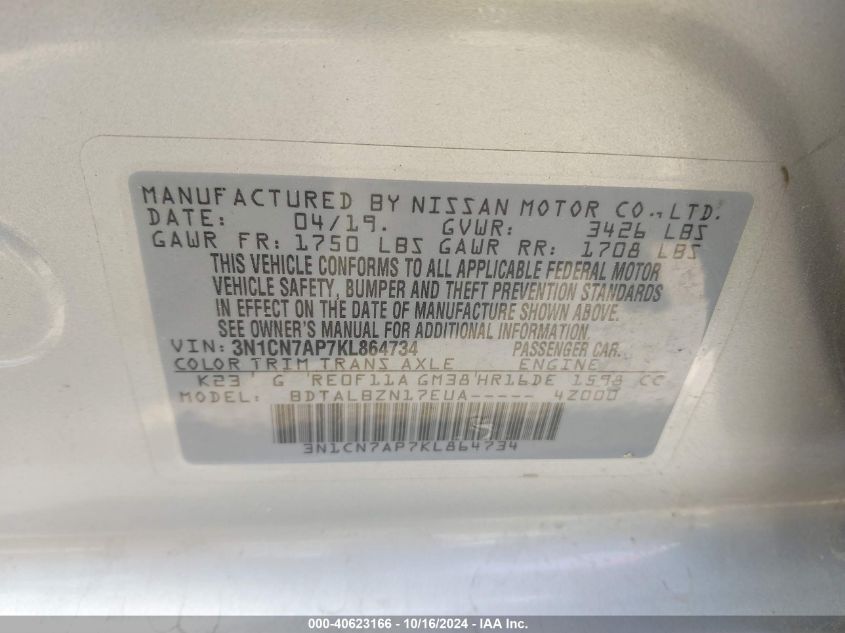 MANUFACTURED BY NISSAN MOTOR CO., LTD.
DATE: 04/19. GVWR: 3426 LBS
GAWR FR: 1750 LBS GAWR RR: 1708 LBS
THIS VEHICLE CONFORMS TO ALL APPLICABLE FEDERAL MOTOR
VEHICLE SAFETY, BUMPER AND THEFT PREVENTION STANDARDS
IN EFFECT ON THE DATE OF MANUFACTURE SHOWN ABOVE.
SEE OWNER'S MANUAL FOR ADDITIONAL INFORMATION.
VIN: 3N1CN7AP7KL864734 PASSENGER CAR.
COLOR TRIM TRANS AXLE ENGINE
K23 G RE0F11A GM38 HR16DE 1598 CC
MODEL: BDTALBZN17EUA----- 4Z000
3N1CN7AP7KL864734
000-40623166 - 10/16/2024 - IAA Inc.